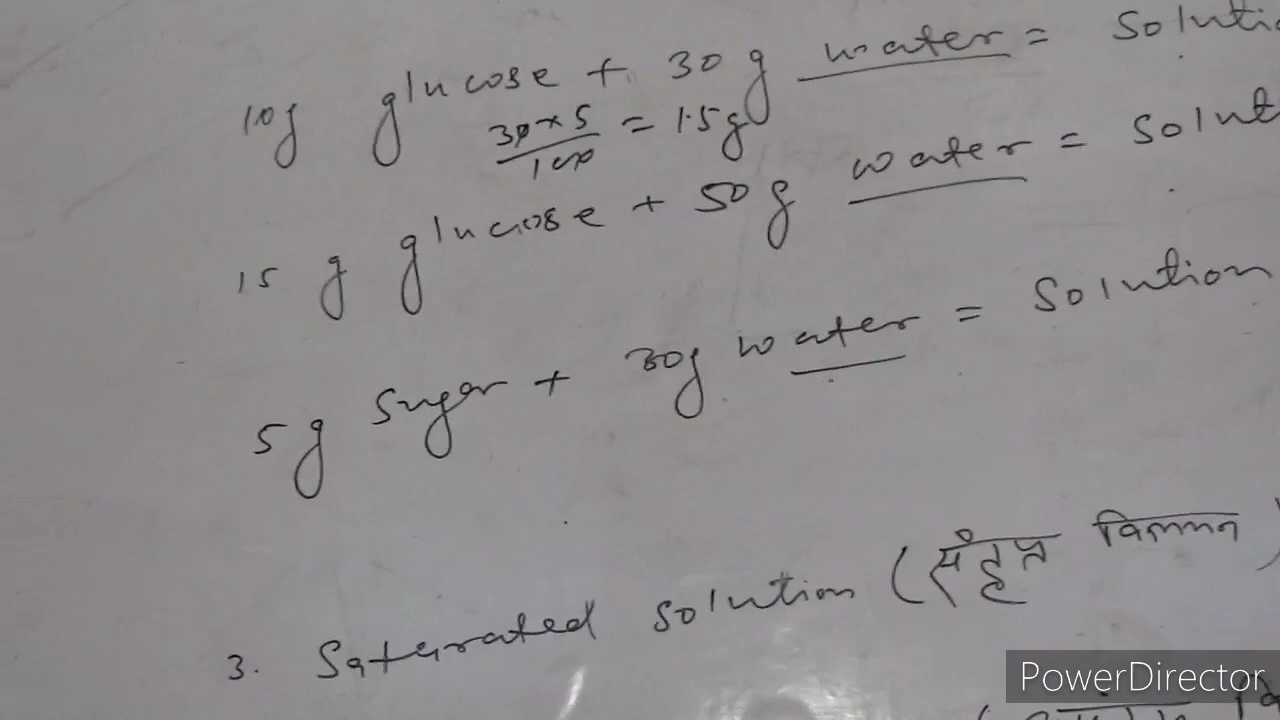 10g glucose + 30 g water = Soluti
30 x 5 / 100 = 1.5g
15 g glucose + 50 g water = Solut
5g Sugar + 30g water = Solution
3. Saturated Solution (संतृप्त विलयन)
PowerDirector